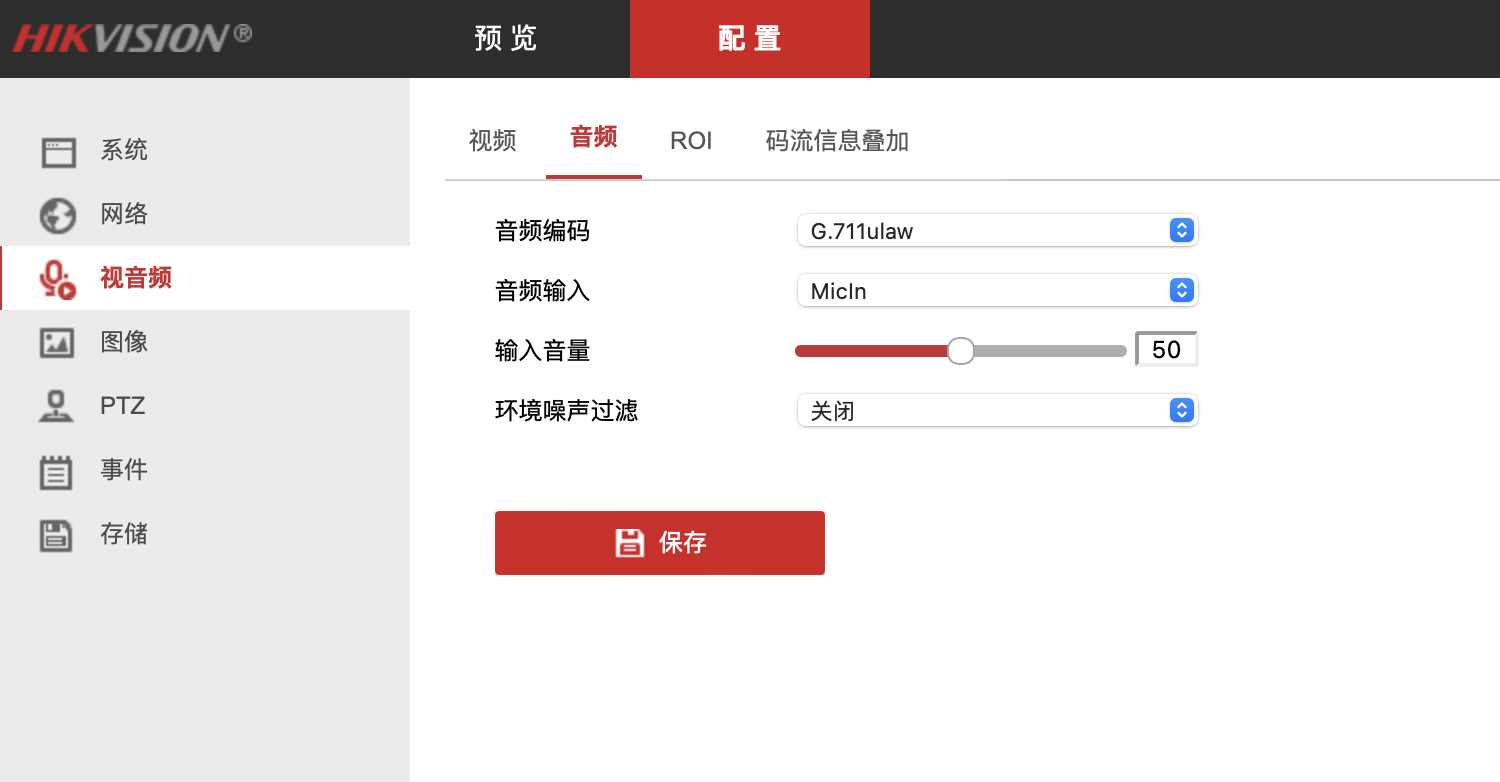 HIKVISION®
预览
配置
系统
网络
视音频
图像
PTZ
事件
存储
视频
音频
ROI
码流信息叠加
音频编码
G.711ulaw
音频输入
MicIn
输入音量
50
环境噪声过滤
关闭
保存